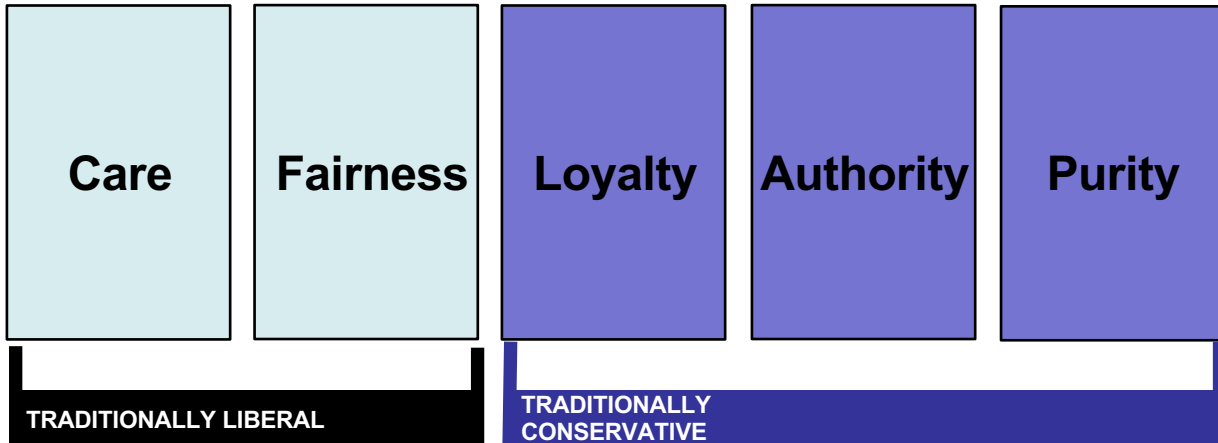 Care
Fairness
Loyalty
Authority
Purity
TRADITIONALLY LIBERAL
TRADITIONALLY
CONSERVATIVE